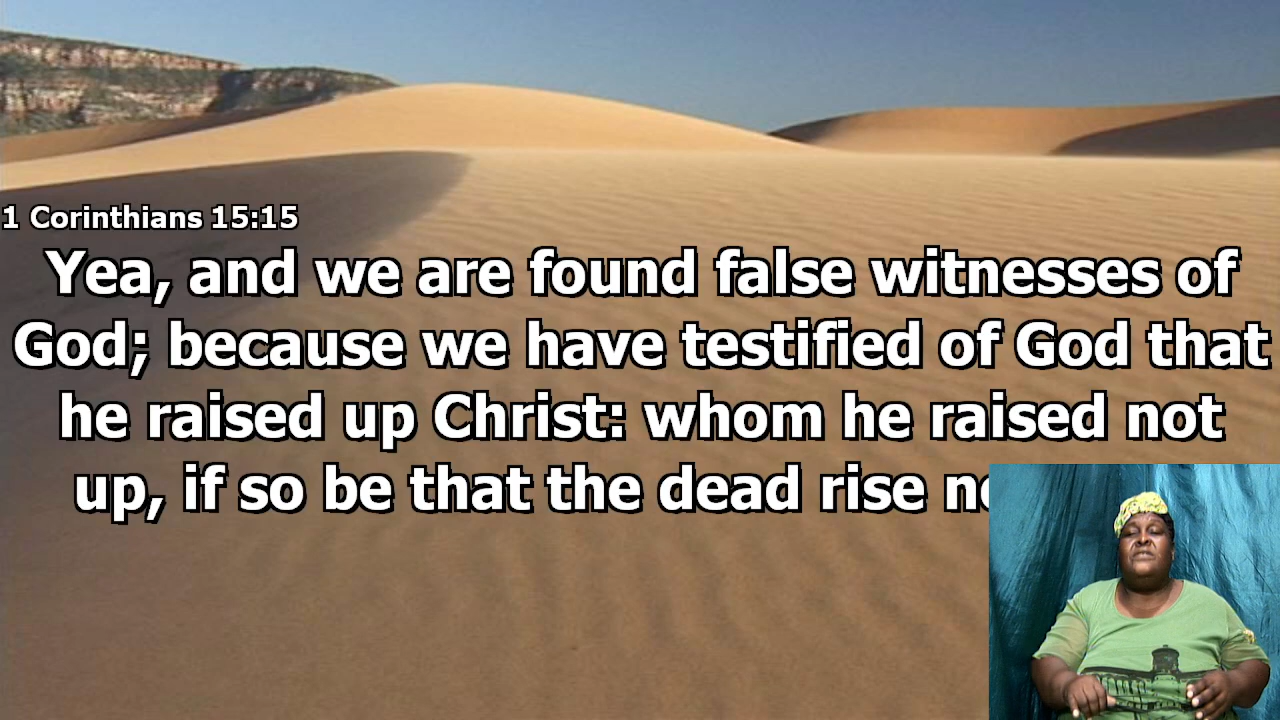 1 Corinthians 15:15
Yea, and we are found false witnesses of
God; because we have testified of God that
he raised up Christ: whom he raised not
up, if so be that the dead rise